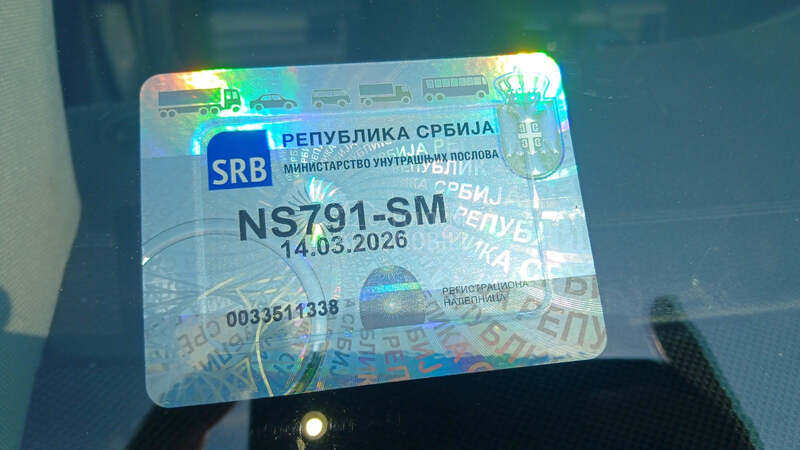 РЕПУБЛИКА СРБИЈА
SRB
МИНИСТАРСТВО УНУТРАШЊИХ ПОСЛОВА
NS791-SM
14.03.2026
РЕГИСТРАЦИОНА
НАЛЕПНИЦА
0033511338